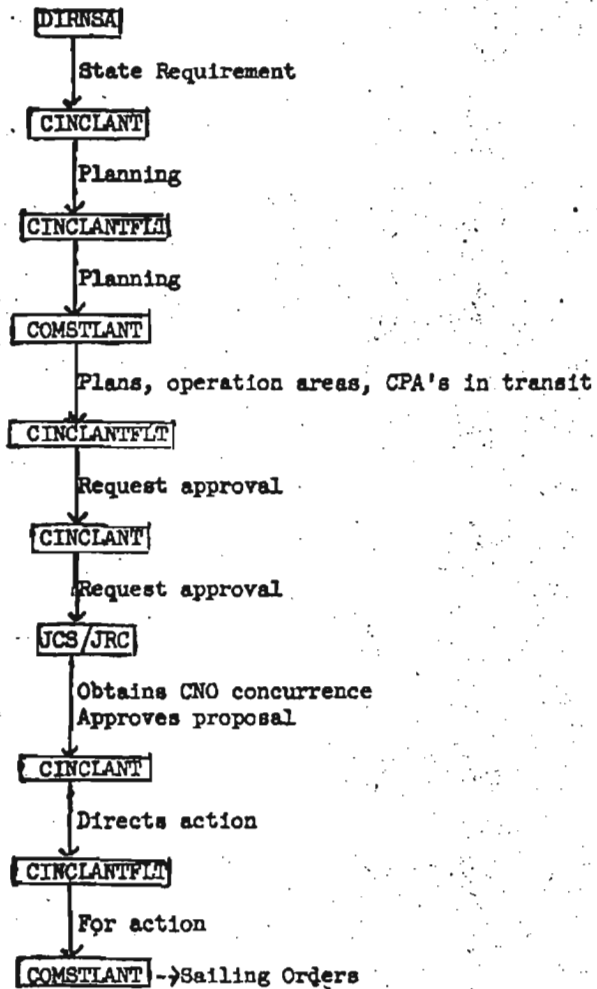 DIRNSA
State Requirement
CINCLANT
Planning
CINCLANTFLT
Planning
COMSTLANT
Plans, operation areas, CPA's in transit
CINCLANTFLT
Request approval
CINCLANT
Request approval
JCS/JRC
Obtains CNO concurrence
Approves proposal
CINCLANT
Directs action
CINCLANTFLT
For action
COMSTLANT -→Sailing Orders